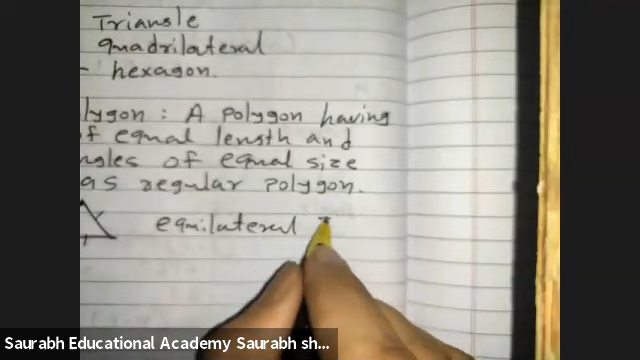 Triangle
quadrilateral
- hexagon.
lygon : A polygon having
of equal length and
ngles of equal size
as regular polygon.
equilateral
Saurabh Educational Academy Saurabh sh...